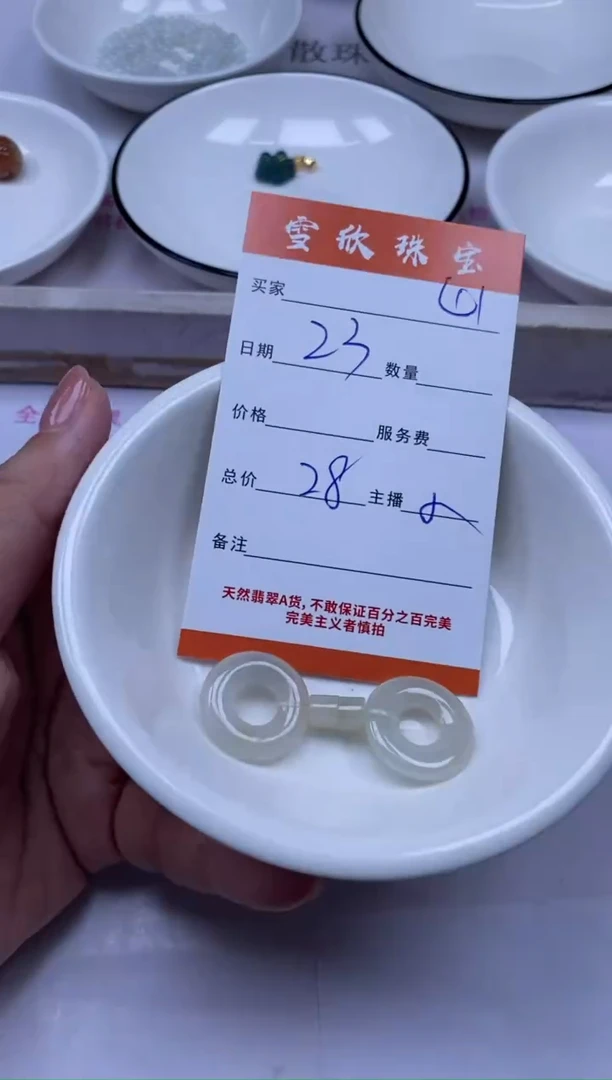 散珠
雪欣珠宝
买家
日期 23 数量
价格 服务费
总价 28 主播
备注
天然翡翠A货,不敢保证百分之百完美
完美主义者慎拍
全